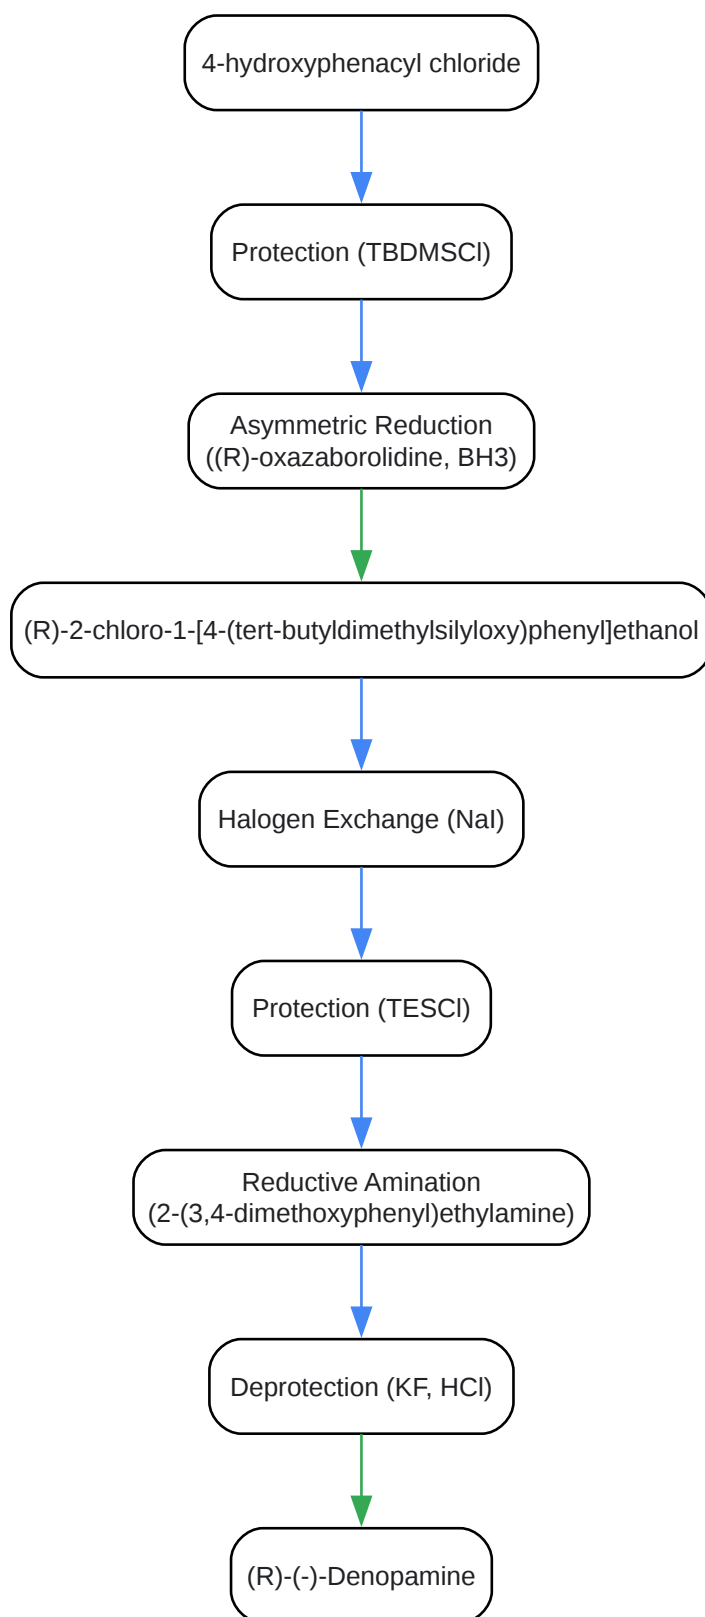 4-hydroxyphenacyl chloride
Protection (TBDMSCl)
Asymmetric Reduction
((R)-oxazaborolidine, BH3)
(R)-2-chloro-1-[4-(tert-butyldimethylsilyloxy)phenyl]ethanol
Halogen Exchange (NaI)
Protection (TESCl)
Reductive Amination
(2-(3,4-dimethoxyphenyl)ethylamine)
Deprotection (KF, HCl)
(R)-(-)-Denopamine